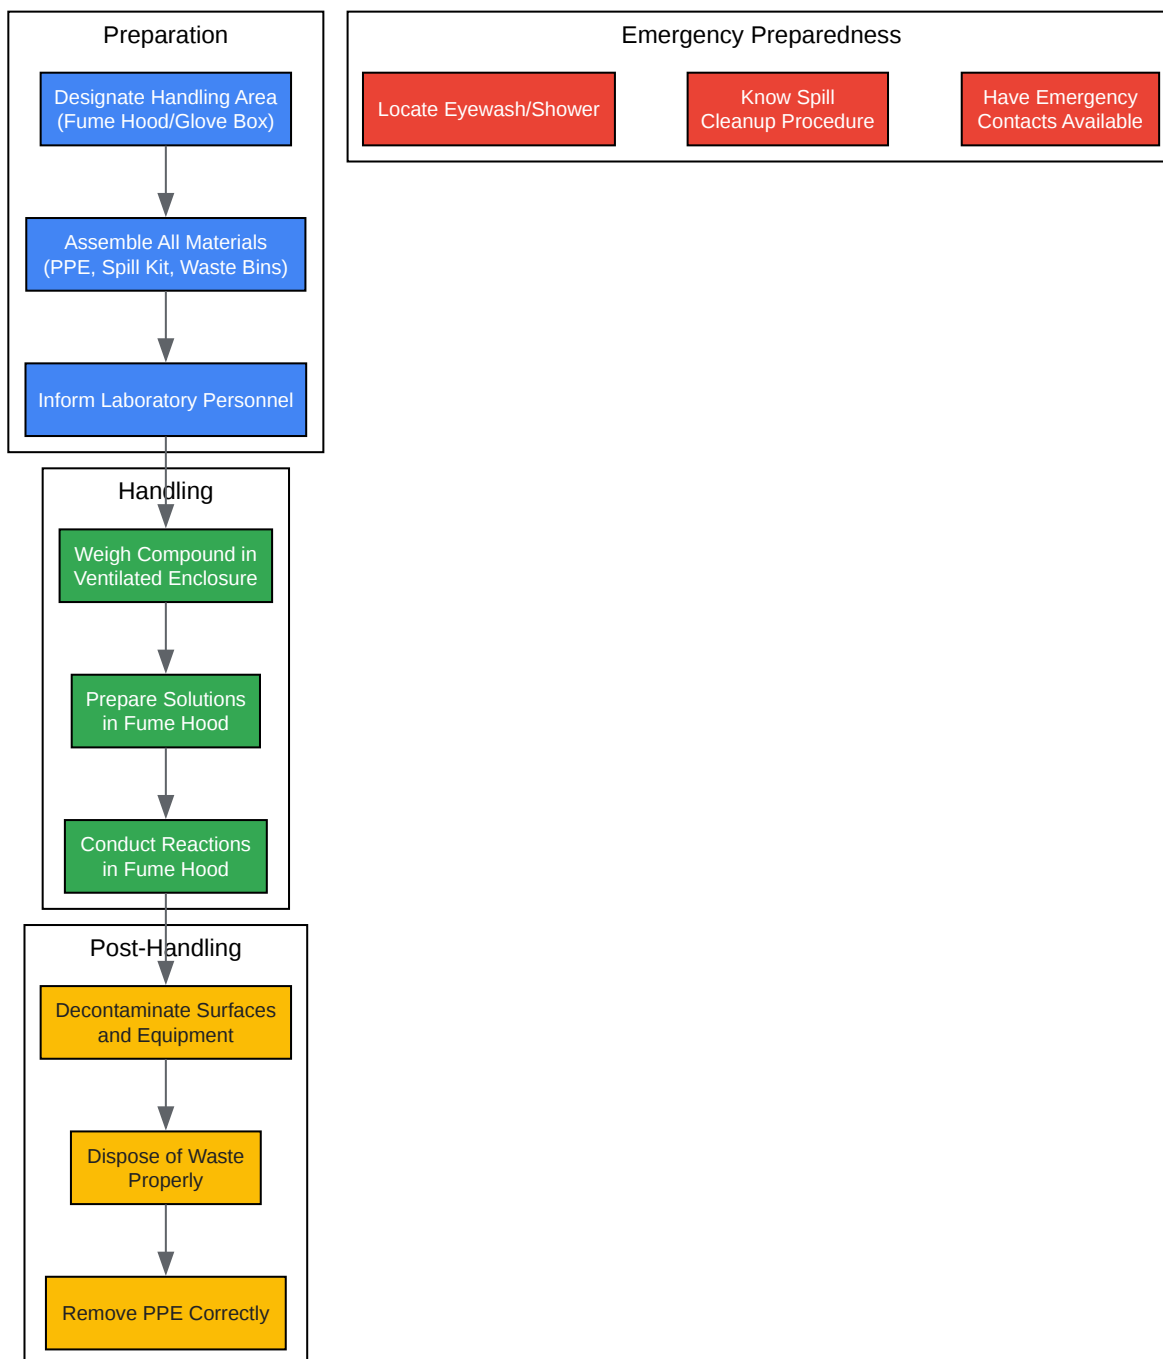 Preparation
Designate Handling Area
(Fume Hood/Glove Box)
Assemble All Materials
(PPE, Spill Kit, Waste Bins)
Inform Laboratory Personnel
Handling
Weigh Compound in
Ventilated Enclosure
Prepare Solutions
in Fume Hood
Conduct Reactions
in Fume Hood
Post-Handling
Decontaminate Surfaces
and Equipment
Dispose of Waste
Properly
Remove PPE Correctly
Emergency Preparedness
Locate Eyewash/Shower
Know Spill
Cleanup Procedure
Have Emergency
Contacts Available